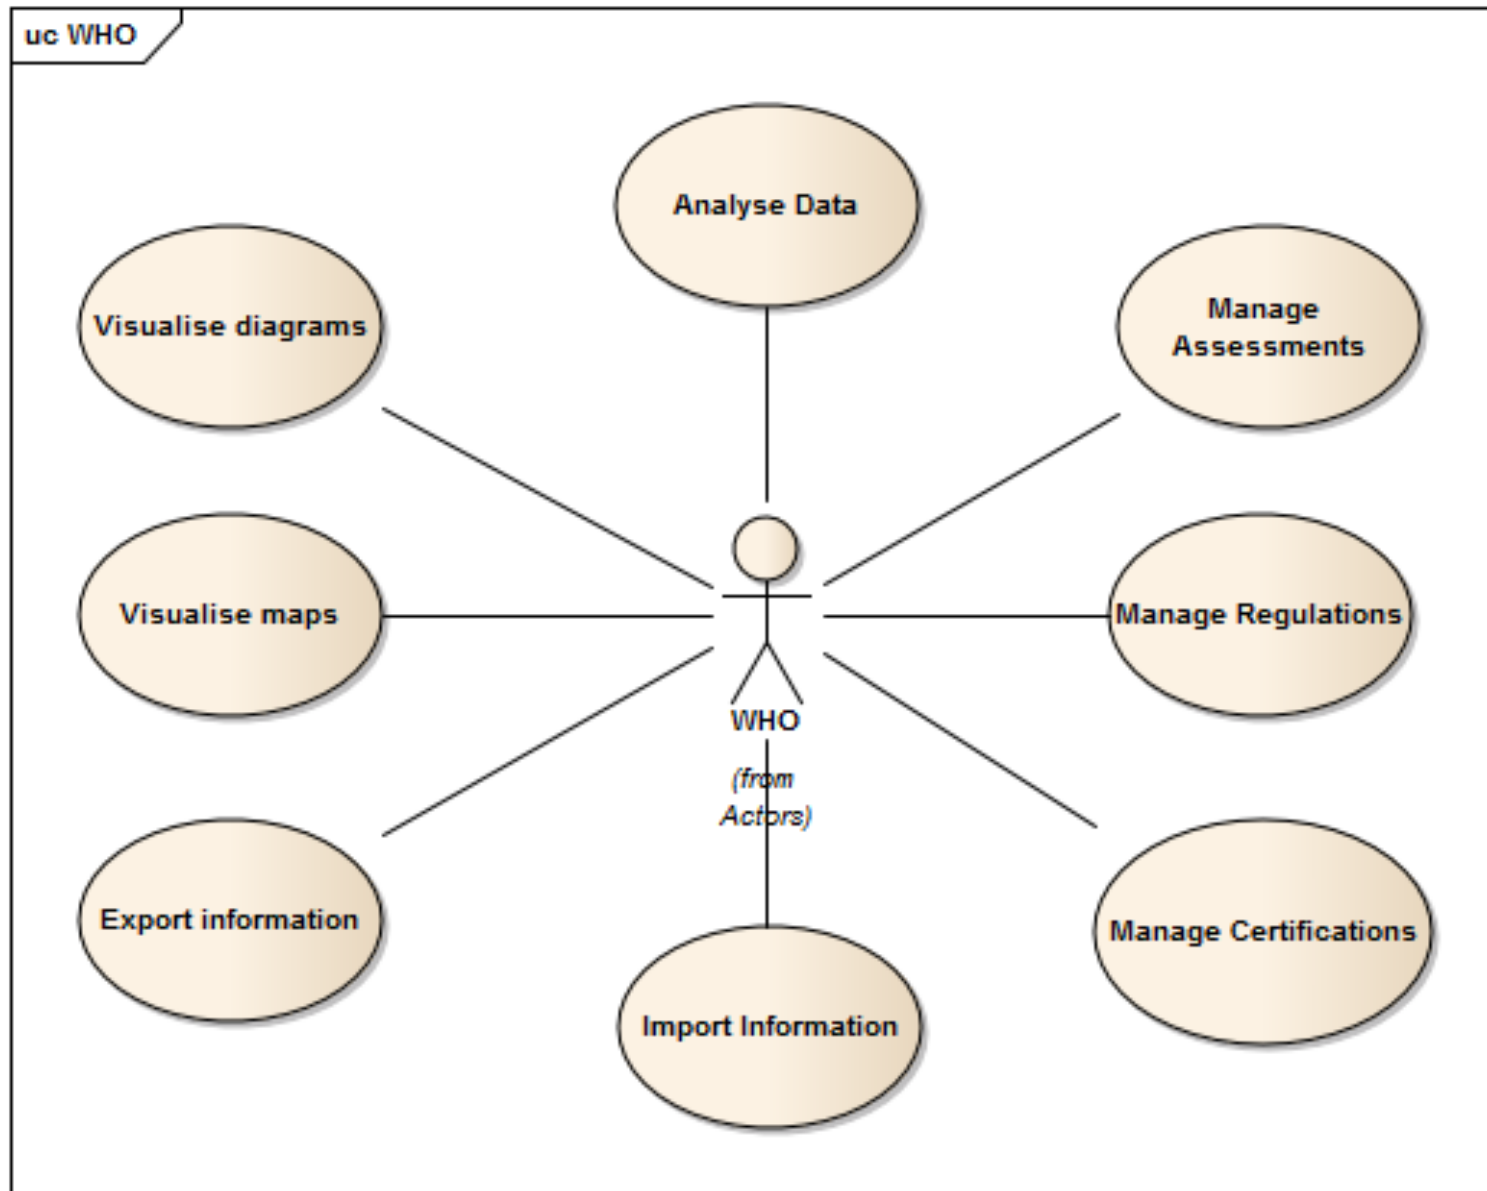 uc WHO
Analyse Data
Visualise diagrams
Manage
Assessments
Visualise maps
Manage Regulations
WHO
(from
Actors)
Export information
Manage Certifications
Import Information